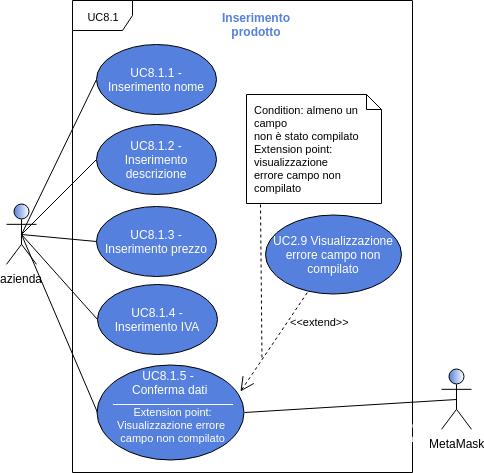 UC8.1
Inserimento
prodotto
UC8.1.1 -
Inserimento nome
Condition: almeno un
campo
non è stato compilato
Extension point:
visualizzazione
errore campo non
compilato
UC8.1.2 -
Inserimento
descrizione
UC8.1.3 -
Inserimento prezzo
UC2.9 Visualizzazione
errore campo non
compilato
azienda
UC8.1.4 -
Inserimento IVA
<<extend>>
UC8.1.5 -
Conferma dati
Extension point:
Visualizzazione errore
campo non compilato
MetaMask